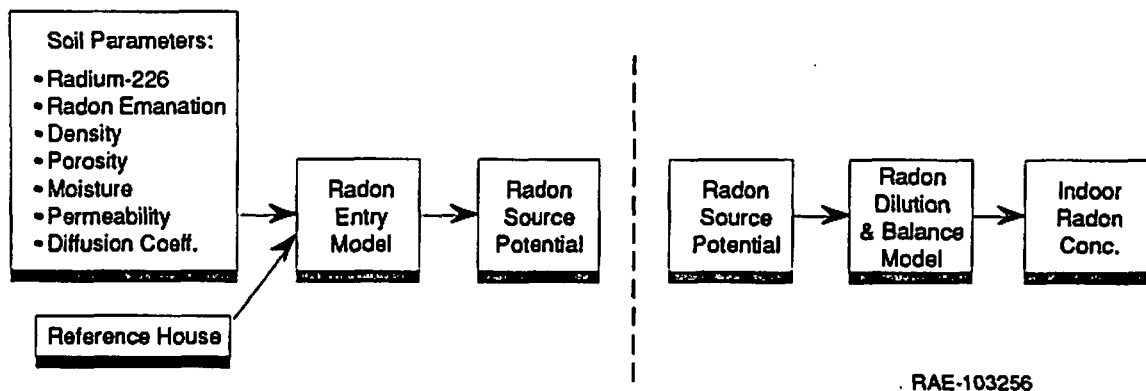 Soil Parameters:
• Radium-226
• Radon Emanation
• Density
• Porosity
• Moisture
• Permeability
• Diffusion Coeff.
Reference House
Radon
Entry
Model
Radon
Source
Potential
Radon
Source
Potential
Radon
Dilution
& Balance
Model
Indoor
Radon
Conc.
RAE-103256